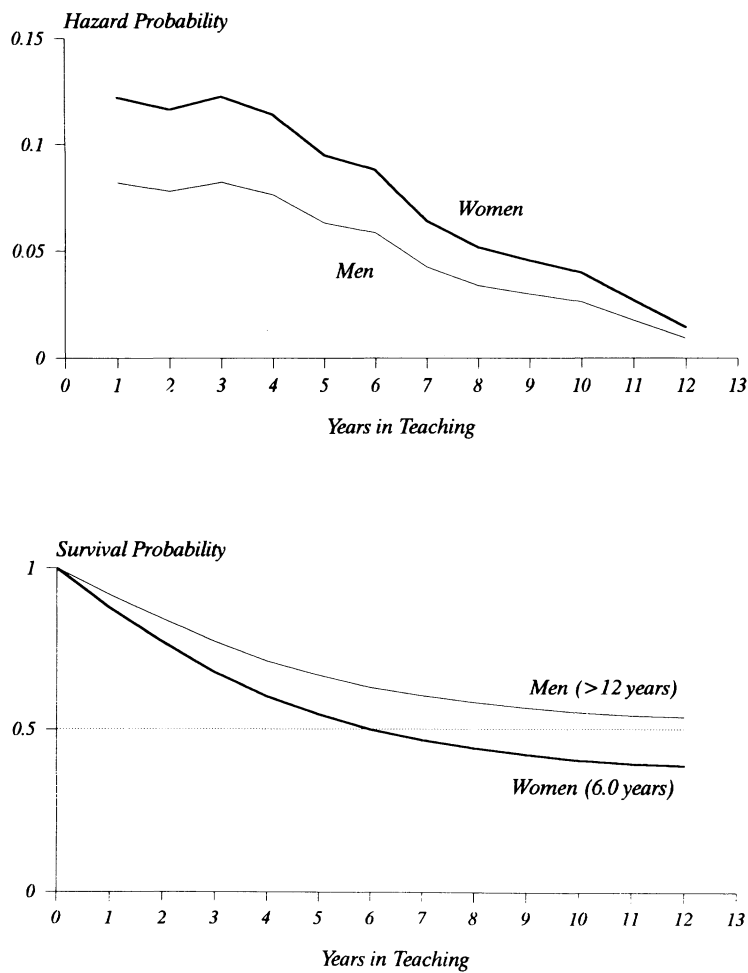 Hazard Probability
0.15
0.1
0.05
0
Women
Men
0 1 2 3 4 5 6 7 8 9 10 11 12 13
Years in Teaching
Survival Probability
1
0.5
0
Men (>12 years)
Women (6.0 years)
0 1 2 3 4 5 6 7 8 9 10 11 12 13
Years in Teaching